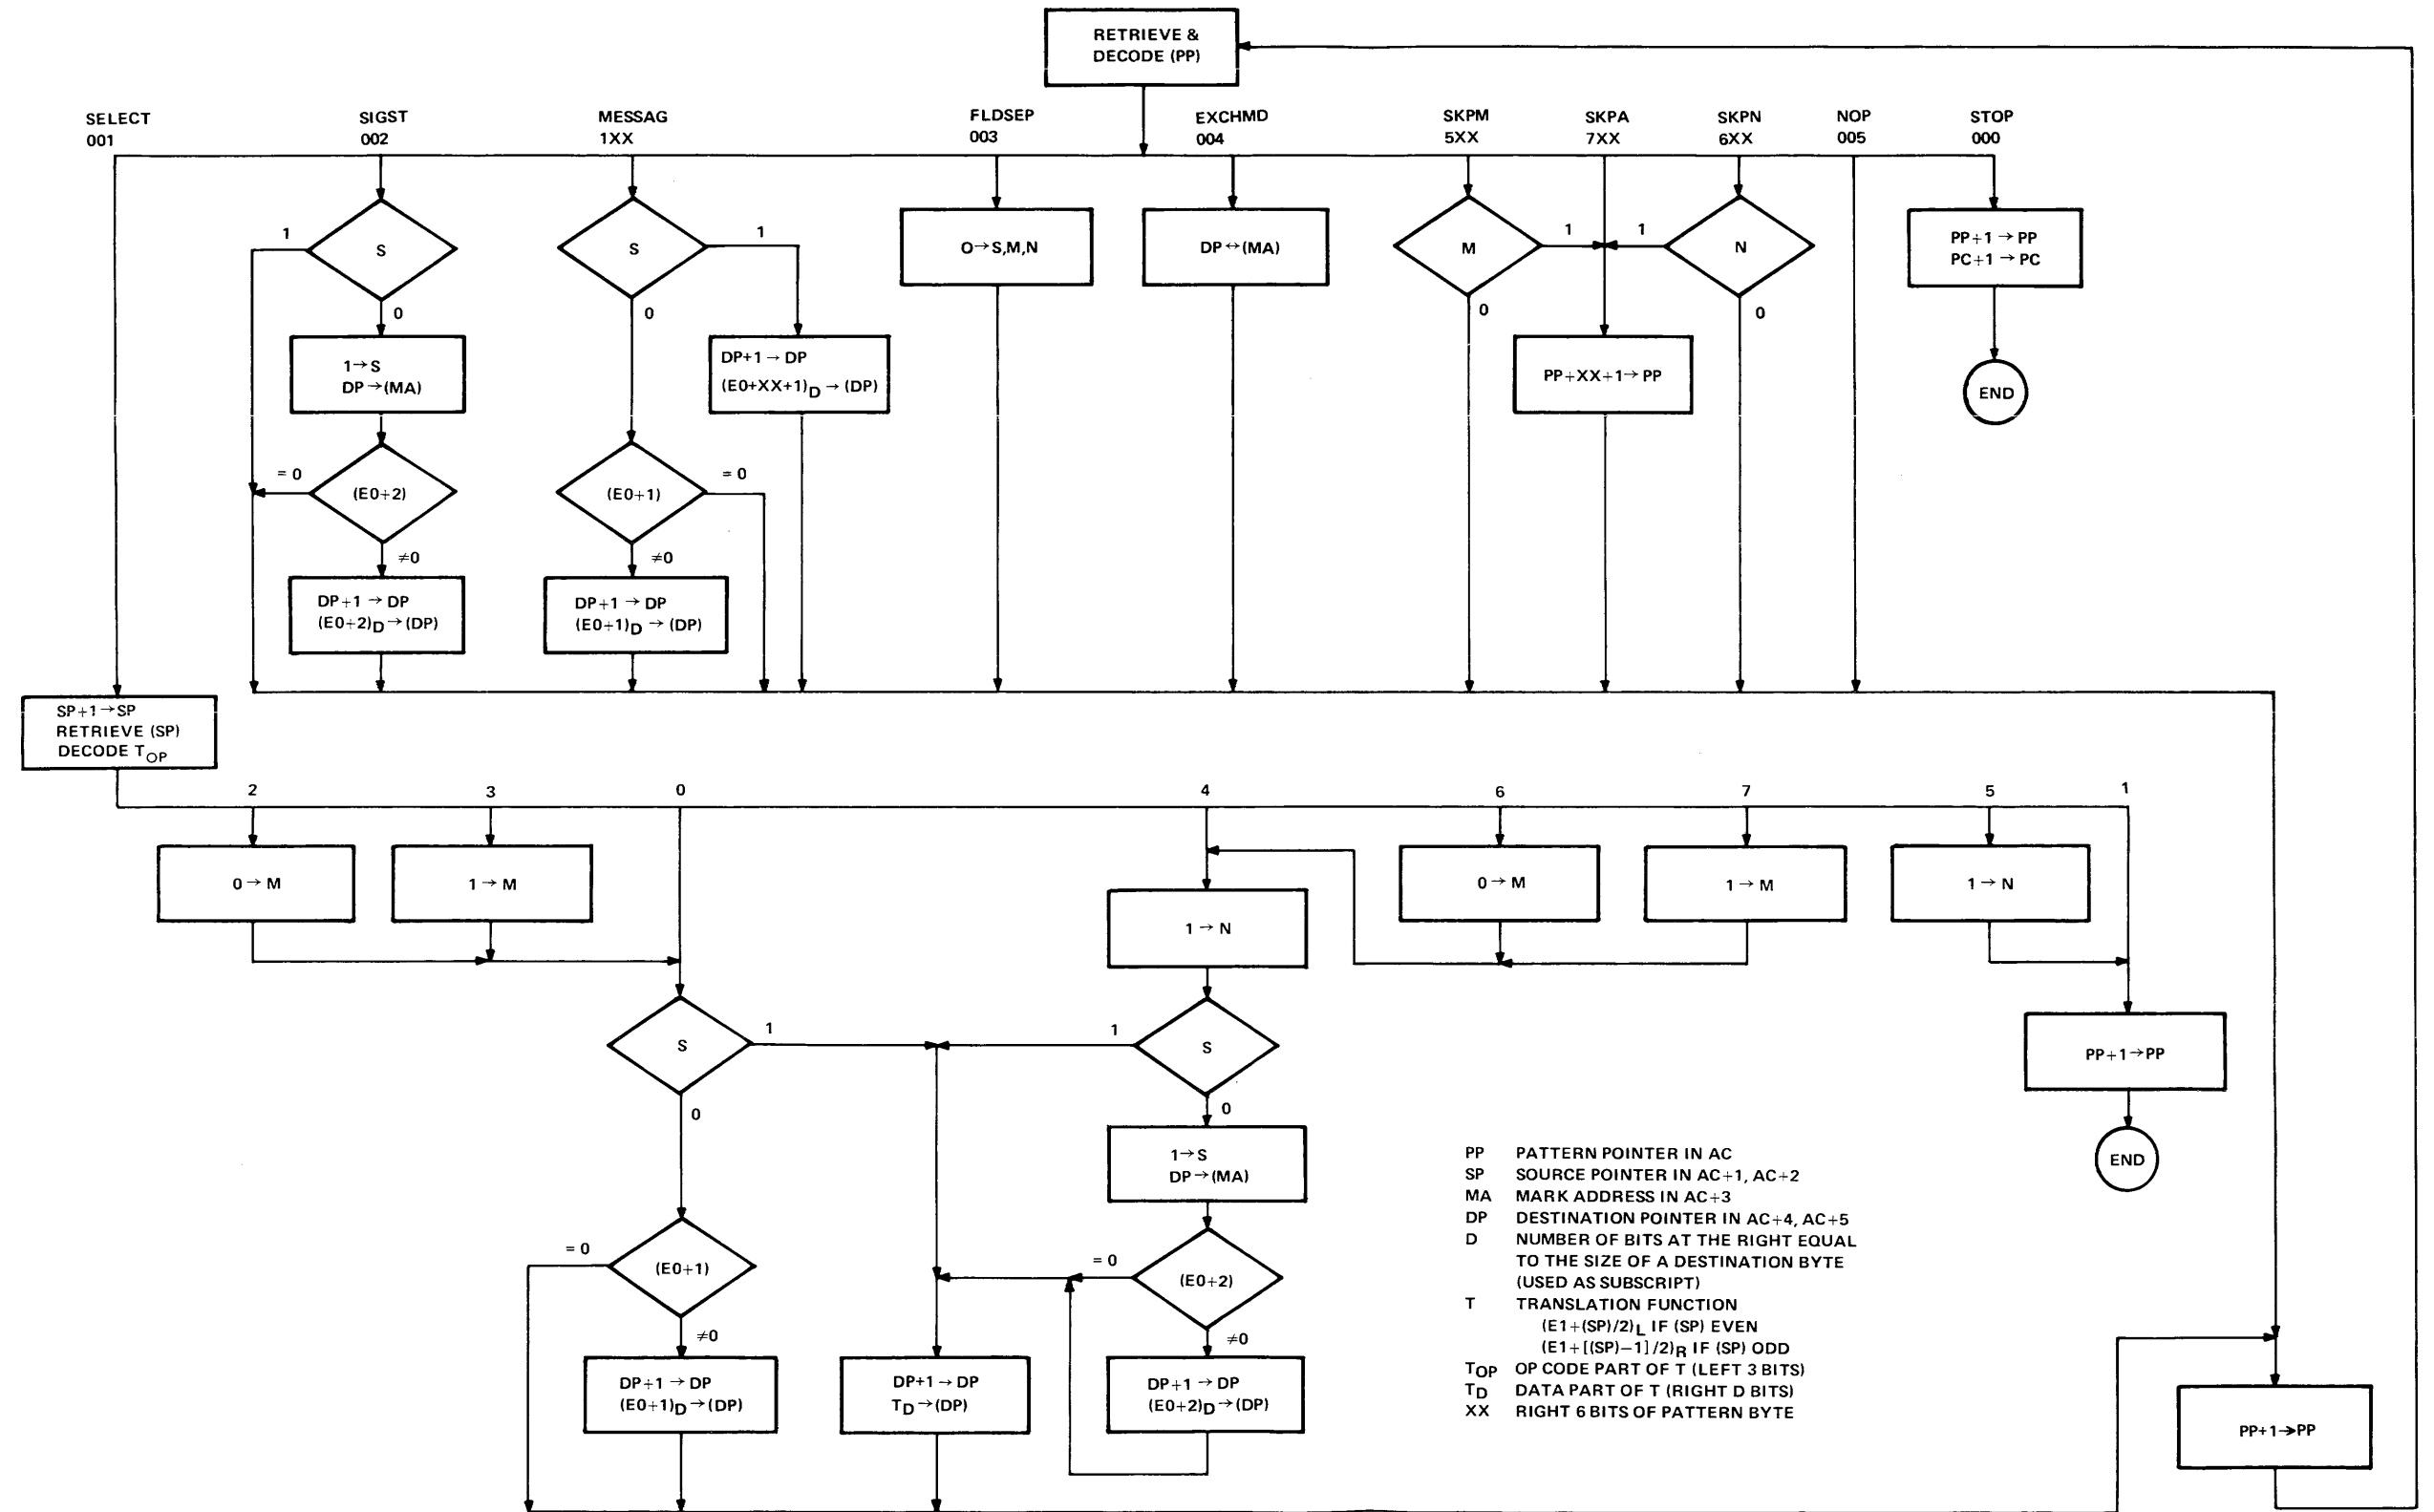 RETRIEVE &
DECODE (PP)
SELECT
001
SIGST
002
MESSAG
1XX
FLDSEP
003
EXCHMD
004
SKPM
5XX
SKPA
7XX
SKPN
6XX
NOP
005
STOP
000
S
1
0
S
1
0
O→S,M,N
DP↔(MA)
M
1
0
N
1
0
PP+1→PP
PC+1→PC
1→S
DP→(MA)
DP+1→DP
(E0+XX+1)D→(DP)
PP+XX+1→PP
END
(E0+2)
= 0
≠0
(E0+1)
= 0
≠0
DP+1→DP
(E0+2)D→(DP)
DP+1→DP
(E0+1)D→(DP)
SP+1→SP
RETRIEVE (SP)
DECODE TOP
2
3
0
4
6
7
5
1
0→M
1→M
1→N
0→M
1→M
1→N
S
1
0
S
1
0
PP+1→PP
END
1→S
DP→(MA)
(E0+1)
= 0
≠0
(E0+2)
= 0
≠0
DP+1→DP
(E0+1)D→(DP)
DP+1→DP
TD→(DP)
DP+1→DP
(E0+2)D→(DP)
PP PATTERN POINTER IN AC
SP SOURCE POINTER IN AC+1, AC+2
MA MARK ADDRESS IN AC+3
DP DESTINATION POINTER IN AC+4, AC+5
D NUMBER OF BITS AT THE RIGHT EQUAL
TO THE SIZE OF A DESTINATION BYTE
(USED AS SUBSCRIPT)
T TRANSLATION FUNCTION
(E1+(SP)/2)L IF (SP) EVEN
(E1+[(SP)−1]/2)R IF (SP) ODD
TOP OP CODE PART OF T (LEFT 3 BITS)
TD DATA PART OF T (RIGHT D BITS)
XX RIGHT 6 BITS OF PATTERN BYTE
PP+1→PP